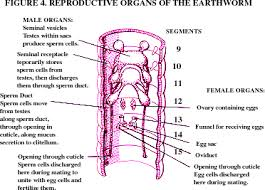 FIGURE 4. REPRODUCTIVE ORGANS OF THE EARTHWORM
MALE ORGANS:
Seminal vesicles
Testes within sacs
produce sperm cells.
Seminal receptacle
teporarily stores
sperm cells from
testes, then discharges
them through sperm duct.
Sperm Duct
Sperm cells move
from testes
along sperm duct,
through opening in
cuticle, along mucus
secretion to clitellum.
Opening through cuticle
Sperm cells discharged
here during mating to
unite with egg cells and
fertilize them.
SEGMENTS
9
10
11
12
13
14
15
FEMALE ORGANS:
Ovary containing eggs
Funnel for receiving eggs
Egg sac
Oviduct
Opening through cuticle
Egg cells discharged
here during mating.